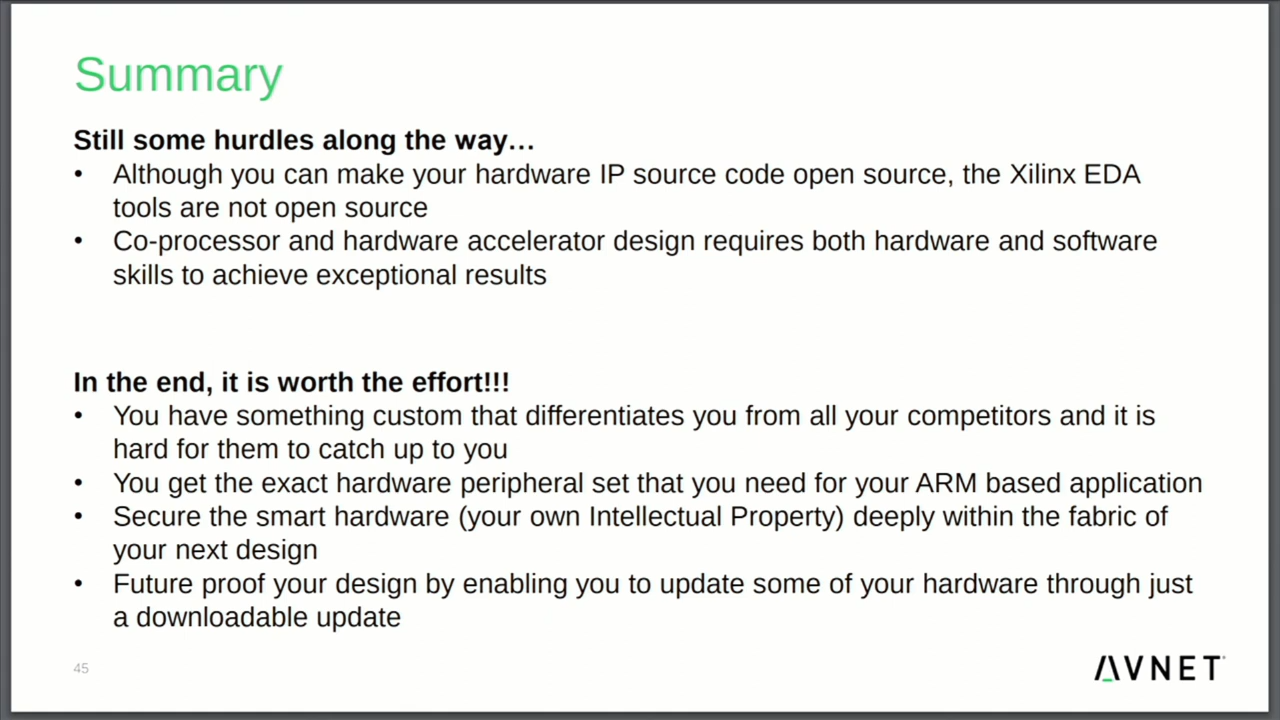 Summary
Still some hurdles along the way…
• Although you can make your hardware IP source code open source, the Xilinx EDA
tools are not open source
• Co-processor and hardware accelerator design requires both hardware and software
skills to achieve exceptional results
In the end, it is worth the effort!!!
• You have something custom that differentiates you from all your competitors and it is
hard for them to catch up to you
• You get the exact hardware peripheral set that you need for your ARM based application
• Secure the smart hardware (your own Intellectual Property) deeply within the fabric of
your next design
• Future proof your design by enabling you to update some of your hardware through just
a downloadable update
45
AVNET